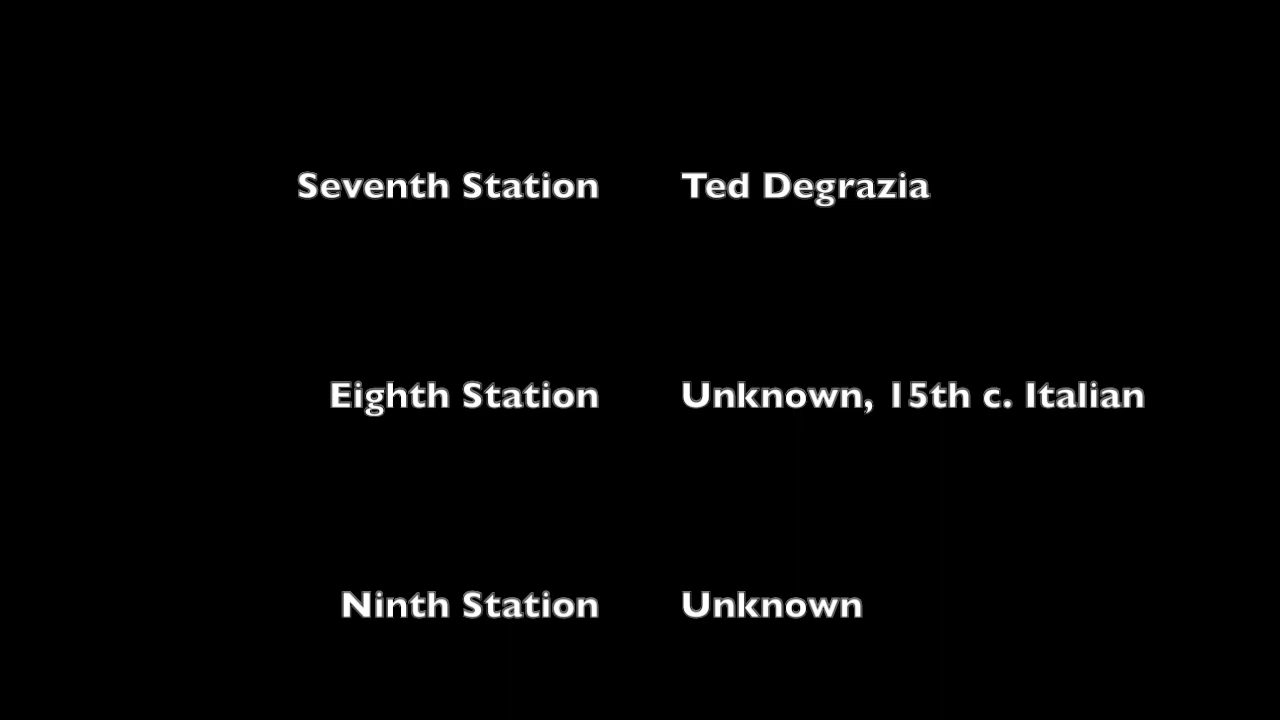 Seventh Station Ted Degrazia
Eighth Station Unknown, 15th c. Italian
Ninth Station Unknown